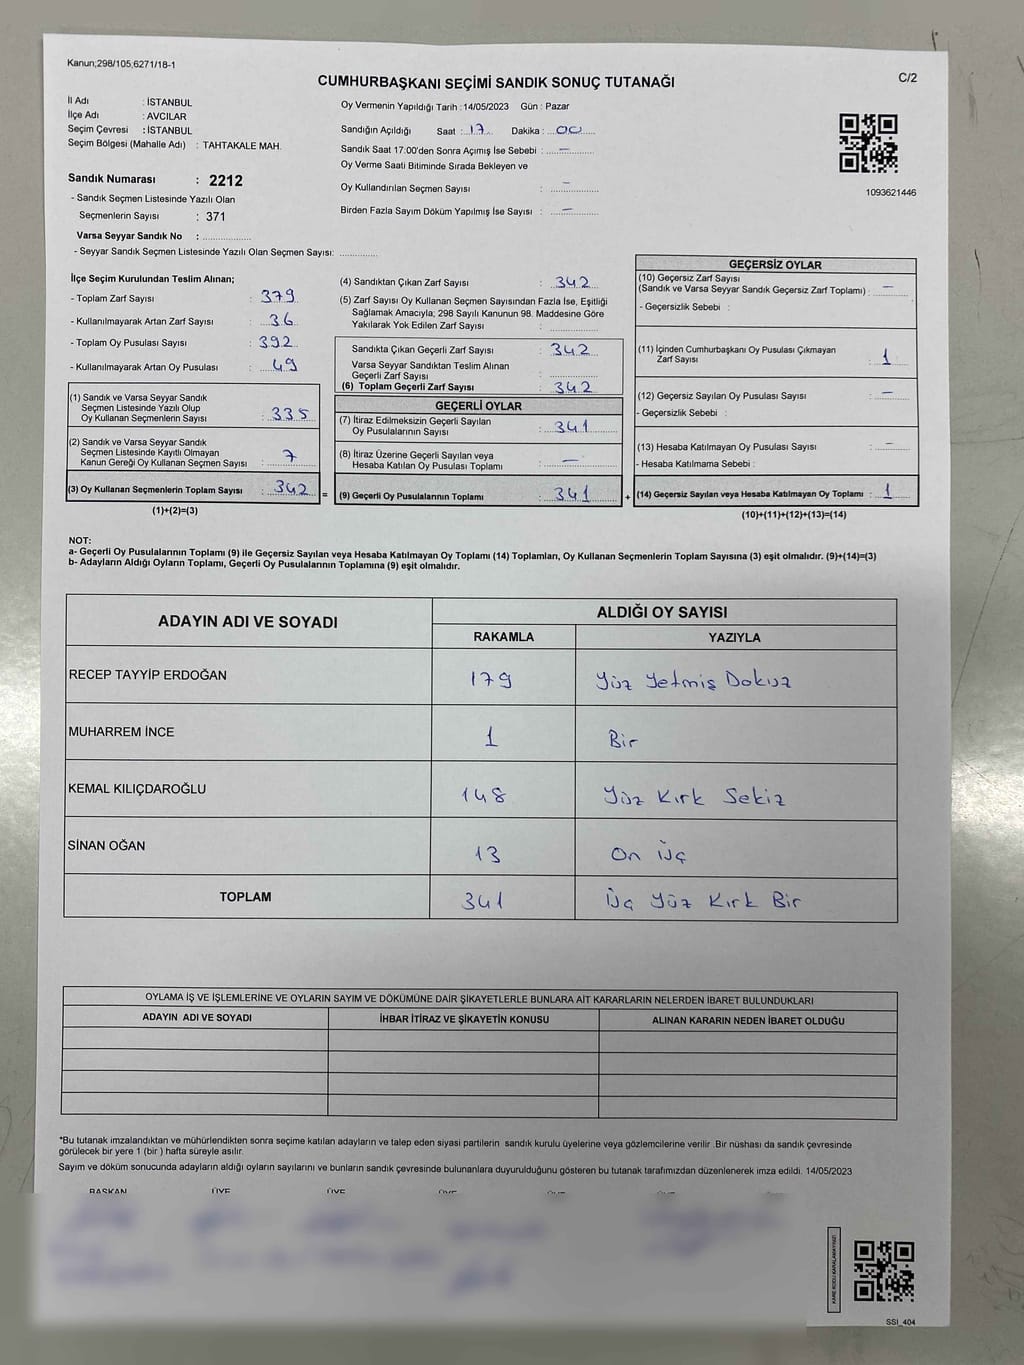 Kanun;298/105,6271/18-1
CUMHURBAŞKANI SEÇİMİ SANDIK SONUÇ TUTANAĞI
C/2
İl Adı : İSTANBUL
İlçe Adı : AVCILAR
Seçim Çevresi : İSTANBUL
Seçim Bölgesi (Mahalle Adı) : TAHTAKALE MAH.
Sandık Numarası : 2212
- Sandık Seçmen Listesinde Yazılı Olan
Seçmenlerin Sayısı : 371
Varsa Seyyar Sandık No :
- Seyyar Sandık Seçmen Listesinde Yazılı Olan Seçmen Sayısı:
Oy Vermenin Yapıldığı Tarih : 14/05/2023 Gün : Pazar
Sandığın Açıldığı Saat : 17 Dakika : 00
Sandık Saat 17:00'den Sonra Açımış İse Sebebi : —
Oy Verme Saati Bitiminde Sırada Bekleyen ve
Oy Kullandırılan Seçmen Sayısı : —
Birden Fazla Sayım Döküm Yapılmış İse Sayısı : —
1093621446
İlçe Seçim Kurulundan Teslim Alınan;
- Toplam Zarf Sayısı : 379
- Kullanılmayarak Artan Zarf Sayısı : 36
- Toplam Oy Pusulası Sayısı : 392
- Kullanılmayarak Artan Oy Pusulası : 49
(1) Sandık ve Varsa Seyyar Sandık
Seçmen Listesinde Yazılı Olup
Oy Kullanan Seçmenlerin Sayısı : 335
(2) Sandık ve Varsa Seyyar Sandık
Seçmen Listesinde Kayıtlı Olmayan
Kanun Gereği Oy Kullanan Seçmen Sayısı : 7
(3) Oy Kullanan Seçmenlerin Toplam Sayısı : 342
(1)+(2)=(3)
=
(4) Sandıktan Çıkan Zarf Sayısı : 342
(5) Zarf Sayısı Oy Kullanan Seçmen Sayısından Fazla İse, Eşitliği
Sağlamak Amacıyla; 298 Sayılı Kanunun 98. Maddesine Göre
Yakılarak Yok Edilen Zarf Sayısı :
Sandıkta Çıkan Geçerli Zarf Sayısı : 342
Varsa Seyyar Sandıktan Teslim Alınan
Geçerli Zarf Sayısı :
(6) Toplam Geçerli Zarf Sayısı : 342
GEÇERLİ OYLAR
(7) İtiraz Edilmeksizin Geçerli Sayılan
Oy Pusulalarının Sayısı : 341
(8) İtiraz Üzerine Geçerli Sayılan veya
Hesaba Katılan Oy Pusulası Toplamı : —
(9) Geçerli Oy Pusulalarının Toplamı : 341
+
GEÇERSİZ OYLAR
(10) Geçersiz Zarf Sayısı
(Sandık ve Varsa Seyyar Sandık Geçersiz Zarf Toplamı) : —
- Geçersizlik Sebebi :
(11) İçinden Cumhurbaşkanı Oy Pusulası Çıkmayan
Zarf Sayısı : 1
(12) Geçersiz Sayılan Oy Pusulası Sayısı : —
- Geçersizlik Sebebi :
(13) Hesaba Katılmayan Oy Pusulası Sayısı : —
- Hesaba Katılmama Sebebi :
(14) Geçersiz Sayılan veya Hesaba Katılmayan Oy Toplamı : 1
(10)+(11)+(12)+(13)=(14)
NOT:
a- Geçerli Oy Pusulalarının Toplamı (9) ile Geçersiz Sayılan veya Hesaba Katılmayan Oy Toplamı (14) Toplamları, Oy Kullanan Seçmenlerin Toplam Sayısına (3) eşit olmalıdır. (9)+(14)=(3)
b- Adayların Aldığı Oyların Toplamı, Geçerli Oy Pusulalarının Toplamına (9) eşit olmalıdır.
ADAYIN ADI VE SOYADI
ALDIĞI OY SAYISI
RAKAMLA YAZIYLA
RECEP TAYYİP ERDOĞAN 179 Yüz Yetmiş Dokuz
MUHARREM İNCE 1 Bir
KEMAL KILIÇDAROĞLU 148 Yüz Kırk Sekiz
SİNAN OĞAN 13 On Üç
TOPLAM 341 Üç Yüz Kırk Bir
OYLAMA İŞ VE İŞLEMLERİNE VE OYLARIN SAYIM VE DÖKÜMÜNE DAİR ŞİKAYETLERLE BUNLARA AİT KARARLARIN NELERDEN İBARET BULUNDUKLARI
ADAYIN ADI VE SOYADI İHBAR İTİRAZ VE ŞİKAYETİN KONUSU ALINAN KARARIN NEDEN İBARET OLDUĞU
*Bu tutanak imzalandıktan ve mühürlendikten sonra seçime katılan adayların ve talep eden siyasi partilerin sandık kurulu üyelerine veya gözlemcilerine verilir .Bir nüshası da sandık çevresinde
görülecek bir yere 1 (bir ) hafta süreyle asılır.
Sayım ve döküm sonucunda adayların aldığı oyların sayılarını ve bunların sandık çevresinde bulunanlara duyurulduğunu gösteren bu tutanak tarafımızdan düzenlenerek imza edildi. 14/05/2023
BAŞKAN ÜYE ÜYE ÜYE
KARE KODU KARALAMAYINIZ!
SSI_404